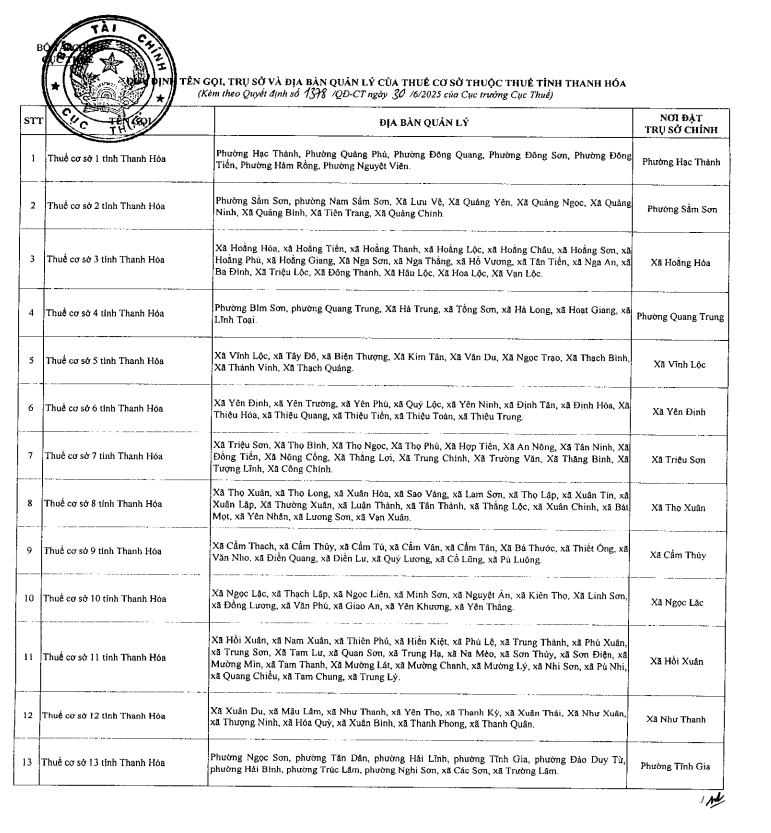 BỘ TÀI CHÍNH
CỤC THUẾ
QUY ĐỊNH TÊN GỌI, TRỤ SỞ VÀ ĐỊA BÀN QUẢN LÝ CỦA THUẾ CƠ SỞ THUỘC THUẾ TỈNH THANH HÓA
(Kèm theo Quyết định số 1378 /QĐ-CT ngày 30 /6/2025 của Cục trưởng Cục Thuế)
STT TÊN GỌI ĐỊA BÀN QUẢN LÝ NƠI ĐẶT
TRỤ SỞ CHÍNH
1 Thuế cơ sở 1 tỉnh Thanh Hóa Phường Hạc Thành, Phường Quảng Phú, Phường Đông Quang, Phường Đông Sơn, Phường Đông
Tiến, Phường Hàm Rồng, Phường Nguyệt Viên. Phường Hạc Thành
2 Thuế cơ sở 2 tỉnh Thanh Hóa Phường Sầm Sơn, phường Nam Sầm Sơn, Xã Lưu Vệ, Xã Quảng Yên, Xã Quảng Ngọc, Xã Quảng
Ninh, Xã Quảng Bình, Xã Tiên Trang, Xã Quảng Chính. Phường Sầm Sơn
3 Thuế cơ sở 3 tỉnh Thanh Hóa Xã Hoằng Hóa, xã Hoằng Tiến, xã Hoằng Thanh, xã Hoằng Lộc, xã Hoằng Châu, xã Hoằng Sơn, xã
Hoằng Phú, xã Hoằng Giang, Xã Nga Sơn, xã Nga Thắng, xã Hồ Vương, xã Tân Tiến, xã Nga An, xã
Ba Đình, Xã Triệu Lộc, Xã Đông Thành, Xã Hậu Lộc, Xã Hoa Lộc, Xã Vạn Lộc. Xã Hoằng Hóa
4 Thuế cơ sở 4 tỉnh Thanh Hóa Phường Bỉm Sơn, phường Quang Trung, Xã Hà Trung, xã Tống Sơn, xã Hà Long, xã Hoạt Giang, xã
Lĩnh Toại. Phường Quang Trung
5 Thuế cơ sở 5 tỉnh Thanh Hóa Xã Vĩnh Lộc, xã Tây Đô, xã Biện Thượng, Xã Kim Tân, Xã Vân Du, Xã Ngọc Trạo, Xã Thạch Bình,
Xã Thành Vinh, Xã Thạch Quảng. Xã Vĩnh Lộc
6 Thuế cơ sở 6 tỉnh Thanh Hóa Xã Yên Định, xã Yên Trường, xã Yên Phú, xã Quý Lộc, xã Yên Ninh, xã Định Tân, xã Định Hòa, Xã
Thiệu Hóa, xã Thiệu Quang, xã Thiệu Tiến, xã Thiệu Toán, xã Thiệu Trung. Xã Yên Định
7 Thuế cơ sở 7 tỉnh Thanh Hóa Xã Triệu Sơn, Xã Thọ Bình, Xã Thọ Ngọc, Xã Thọ Phú, Xã Hợp Tiến, Xã An Nông, Xã Tân Ninh, Xã
Đồng Tiến, Xã Nông Cống, Xã Thắng Lợi, Xã Trung Chính, Xã Trường Văn, Xã Thăng Bình, Xã
Tượng Lĩnh, Xã Công Chính. Xã Triệu Sơn
8 Thuế cơ sở 8 tỉnh Thanh Hóa Xã Thọ Xuân, xã Thọ Long, xã Xuân Hòa, xã Sao Vàng, xã Lam Sơn, xã Thọ Lập, xã Xuân Tín, xã
Xuân Lập, Xã Thường Xuân, xã Luận Thành, xã Tân Thành, xã Thắng Lộc, xã Xuân Chinh, xã Bát
Mọt, xã Yên Nhân, xã Lương Sơn, xã Vạn Xuân. Xã Thọ Xuân
9 Thuế cơ sở 9 tỉnh Thanh Hóa Xã Cẩm Thạch, xã Cẩm Thủy, xã Cẩm Tú, xã Cẩm Vân, xã Cẩm Tân, Xã Bá Thước, xã Thiết Ống, xã
Văn Nho, xã Điền Quang, xã Điền Lư, xã Quý Lương, xã Cổ Lũng, xã Pù Luông. Xã Cẩm Thủy
10 Thuế cơ sở 10 tỉnh Thanh Hóa Xã Ngọc Lặc, xã Thạch Lập, xã Ngọc Liên, xã Minh Sơn, xã Nguyệt Ấn, xã Kiên Thọ, Xã Linh Sơn,
xã Đồng Lương, xã Văn Phú, xã Giao An, xã Yên Khương, xã Yên Thắng. Xã Ngọc Lặc
11 Thuế cơ sở 11 tỉnh Thanh Hóa Xã Hồi Xuân, xã Nam Xuân, xã Thiên Phủ, xã Hiền Kiệt, xã Phú Lệ, xã Trung Thành, xã Phú Xuân,
xã Trung Sơn, Xã Tam Lư, xã Quan Sơn, xã Trung Hạ, xã Na Mèo, xã Sơn Thủy, xã Sơn Điện, xã
Mường Mìn, xã Tam Thanh, Xã Mường Lát, xã Mường Chanh, xã Mường Lý, xã Nhi Sơn, xã Pù Nhi,
xã Quang Chiểu, xã Tam Chung, xã Trung Lý. Xã Hồi Xuân
12 Thuế cơ sở 12 tỉnh Thanh Hóa Xã Xuân Du, xã Mậu Lâm, xã Như Thanh, xã Yên Thọ, xã Thanh Kỳ, xã Xuân Thái, Xã Như Xuân,
xã Thượng Ninh, xã Hóa Quỳ, xã Xuân Bình, xã Thanh Phong, xã Thanh Quân. Xã Như Thanh
13 Thuế cơ sở 13 tỉnh Thanh Hóa Phường Ngọc Sơn, phường Tân Dân, phường Hải Lĩnh, phường Tĩnh Gia, phường Đào Duy Từ,
phường Hải Bình, phường Trúc Lâm, phường Nghi Sơn, xã Các Sơn, xã Trường Lâm. Phường Tĩnh Gia